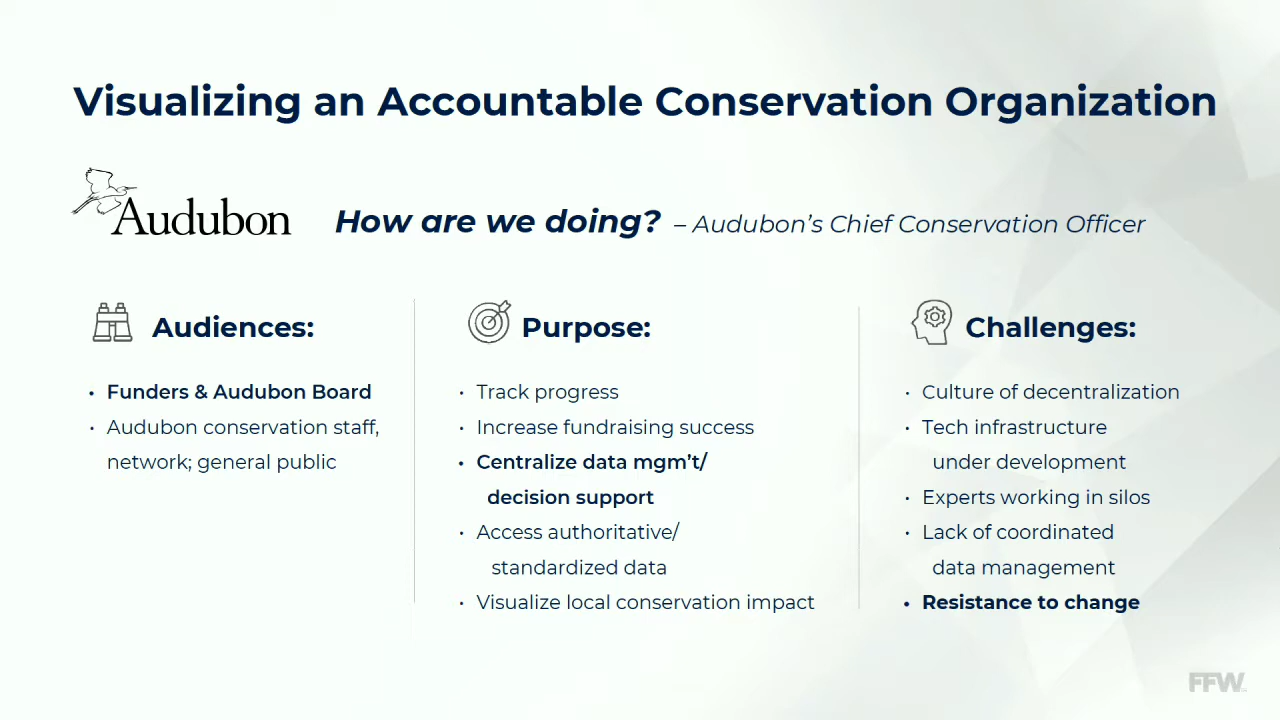 Visualizing an Accountable Conservation Organization
Audubon
How are we doing? – Audubon’s Chief Conservation Officer
Audiences:
• Funders & Audubon Board
• Audubon conservation staff,
network; general public
Purpose:
• Track progress
• Increase fundraising success
• Centralize data mgm’t/
decision support
• Access authoritative/
standardized data
• Visualize local conservation impact
Challenges:
• Culture of decentralization
• Tech infrastructure
under development
• Experts working in silos
• Lack of coordinated
data management
• Resistance to change
FFW